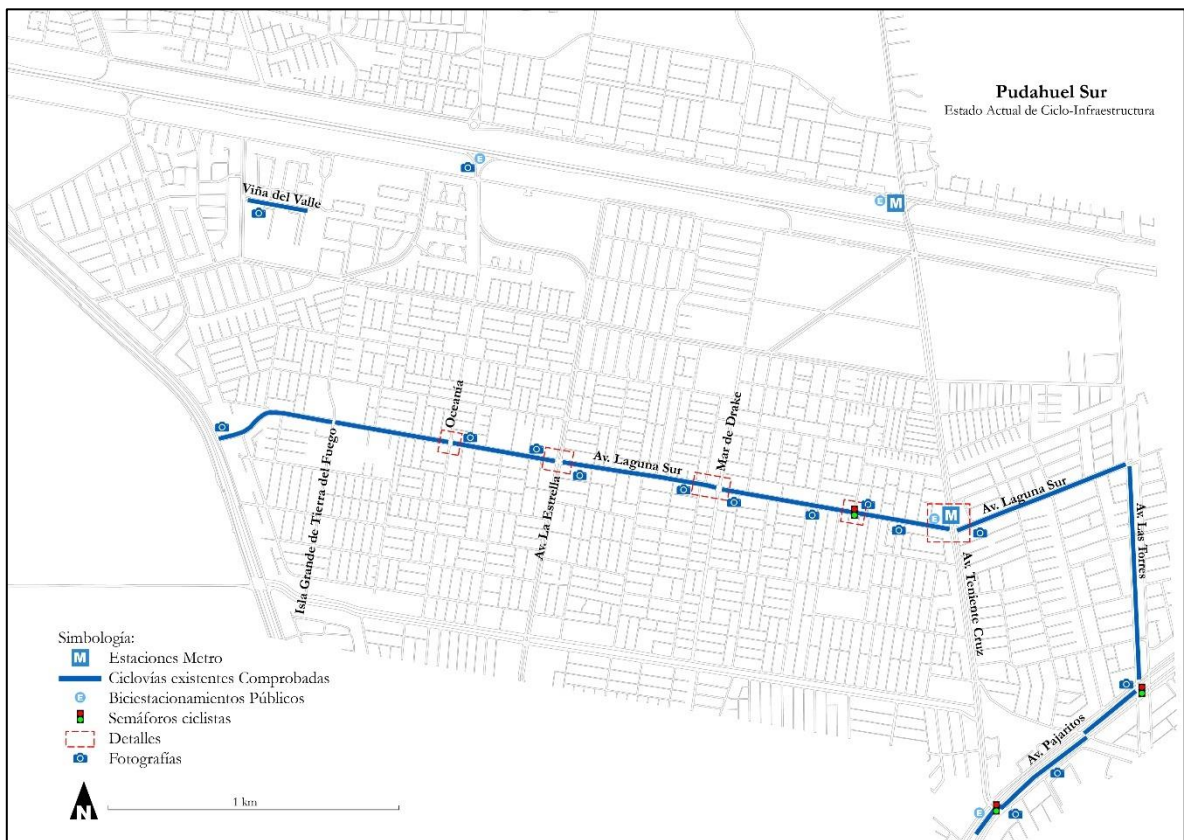 Pudahuel Sur
Estado Actual de Ciclo-Infraestructura
E
E
M
Viña del Valle
Oceanía
Mar de Drake
Av. Laguna Sur
Isla Grande de Tierra del Fuego
Av. La Estrella
E
M
Av. Laguna Sur
Av. Las Torres
Av. Teniente Cruz
Av. Pajaritos
E
Simbología:
M Estaciones Metro
Ciclovías existentes Comprobadas
E Biciestacionamientos Públicos
Semáforos ciclistas
Detalles
Fotografías
N
1 km